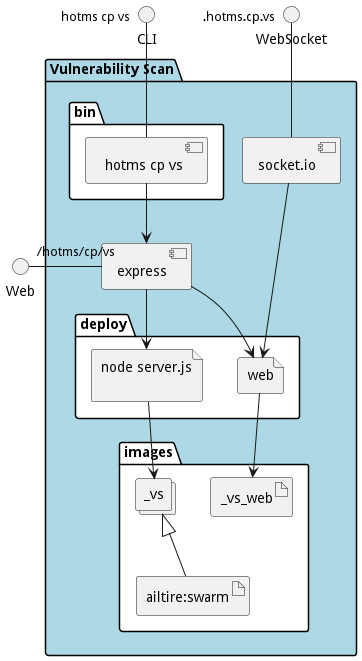 hotms cp vs
.hotms.cp.vs
CLI
WebSocket
Vulnerability Scan
bin
hotms cp vs
socket.io
/hotms/cp/vs
express
Web
deploy
node server.js
web
images
_vs
_vs_web
ailtire:swarm